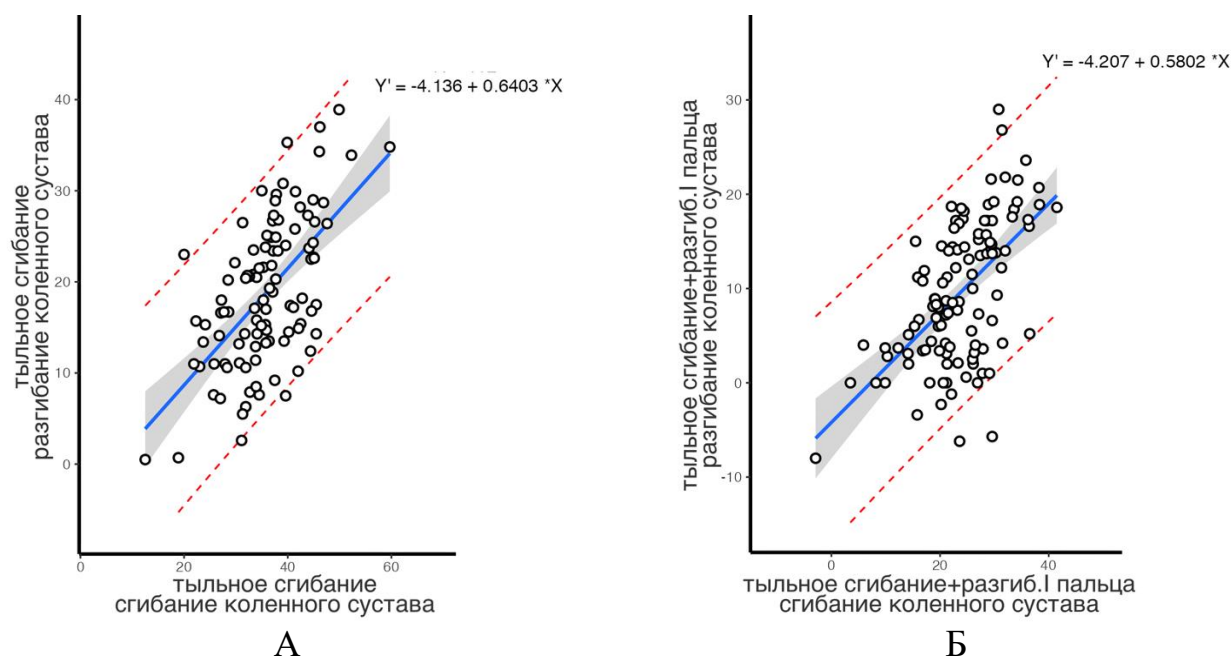 Y' = -4.136 + 0.6403 *X
40
30
20
10
0
тыльное сгибание
разгибание коленного сустава
0 20 40 60
тыльное сгибание
сгибание коленного сустава
А
Y' = -4.207 + 0.5802 *X
30
20
10
0
-10
тыльное сгибание+разгиб.I пальца
разгибание коленного сустава
0 20 40
тыльное сгибание+разгиб.I пальца
сгибание коленного сустава
Б